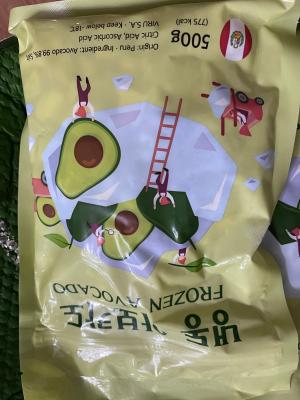 냉동 아보카도
FROZEN AVOCADO
Origin: Peru · Ingredient: Avocado 99.8%,
Citric Acid, Ascorbic Acid
VIRU S.A. · Keep below -18℃
500g
(775 kcal)